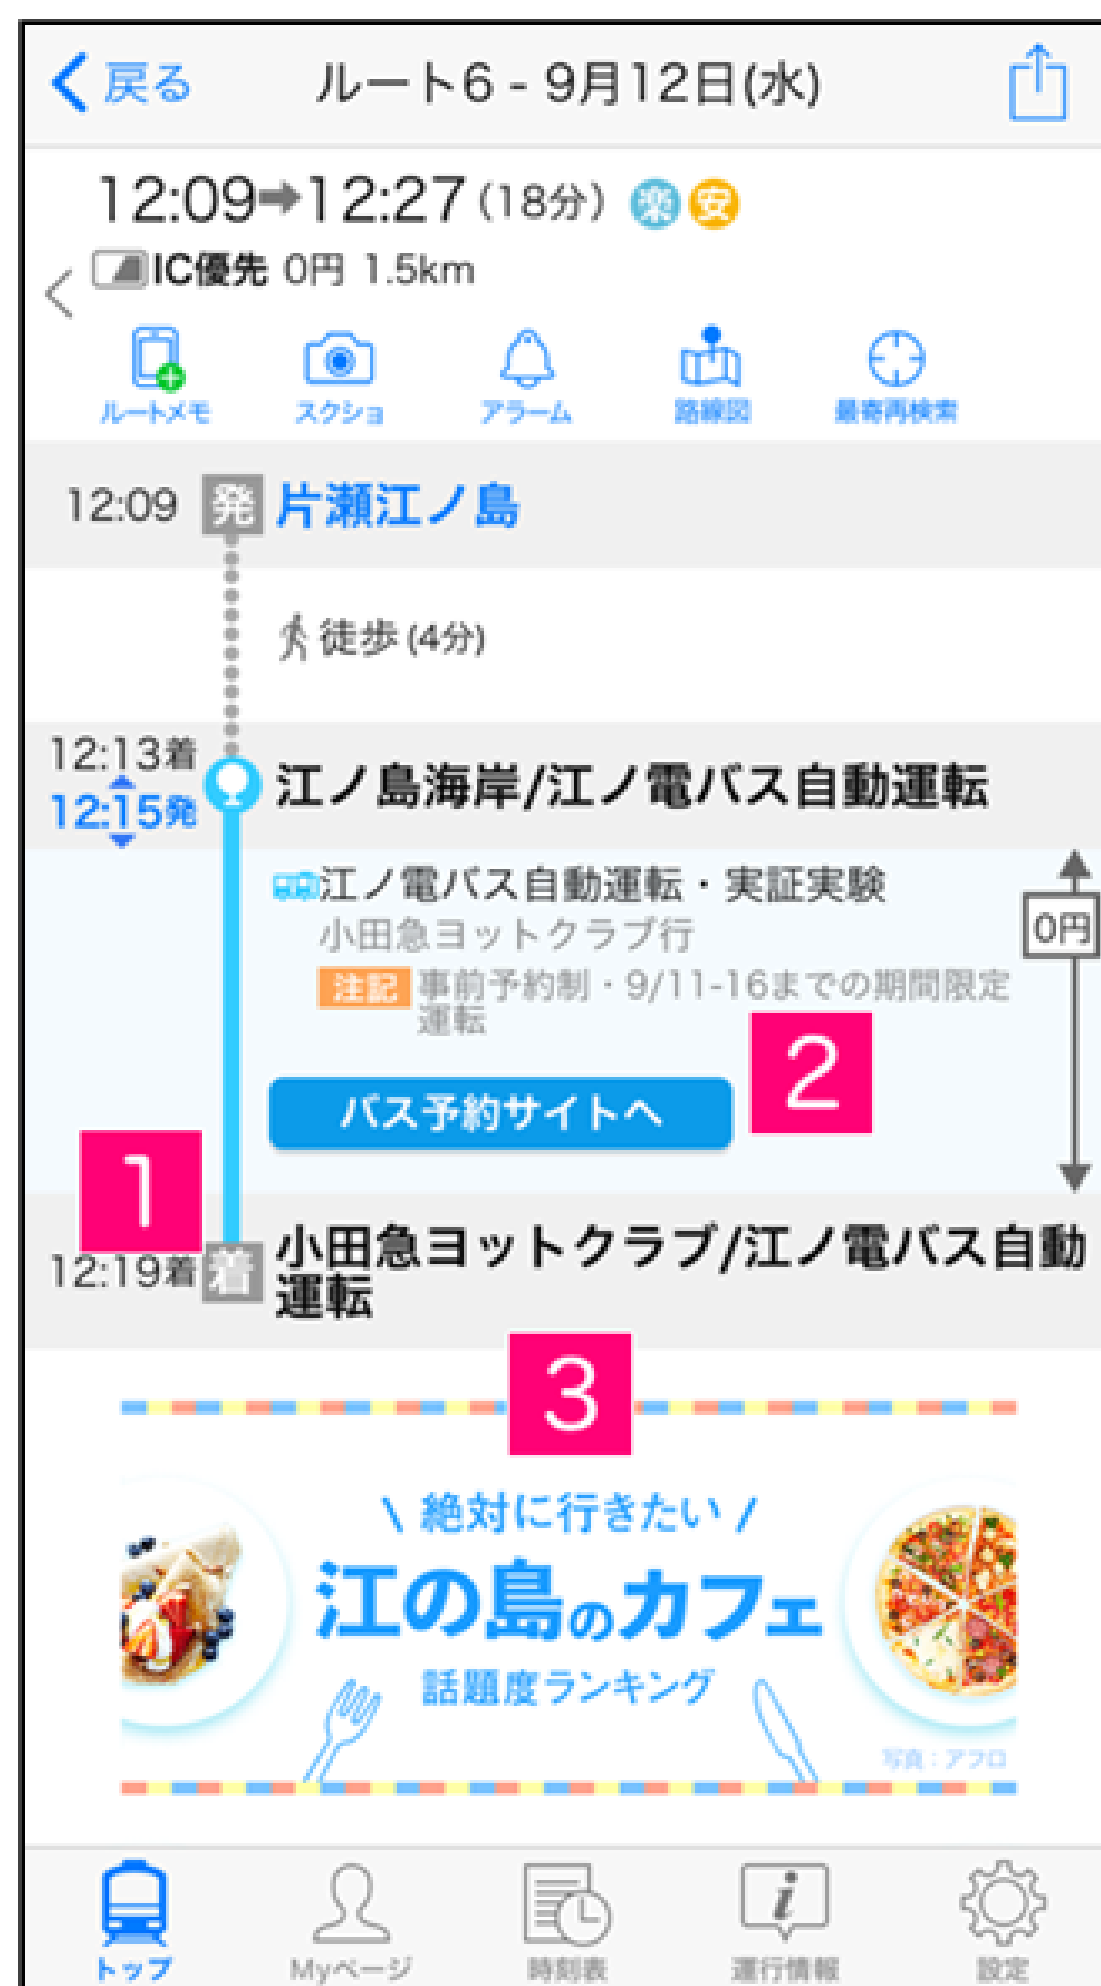 戻る ルート6 - 9月12日(水)
12:09➡12:27 (18分) 楽 安
IC優先 0円 1.5km
ルートメモ スクショ アラーム 路線図 最寄再検索
12:09 発 片瀬江ノ島
徒歩 (4分)
12:13着
12:15発
江ノ島海岸/江ノ電バス自動運転
江ノ電バス自動運転・実証実験
小田急ヨットクラブ行
0円
注記 事前予約制・9/11-16までの期間限定
運転
2
バス予約サイトへ
1
12:19着 着 小田急ヨットクラブ/江ノ電バス自動
運転
3
\ 絶対に行きたい /
江の島のカフェ
話題度ランキング
写真：アフロ
トップ Myページ 時刻表 運行情報 設定